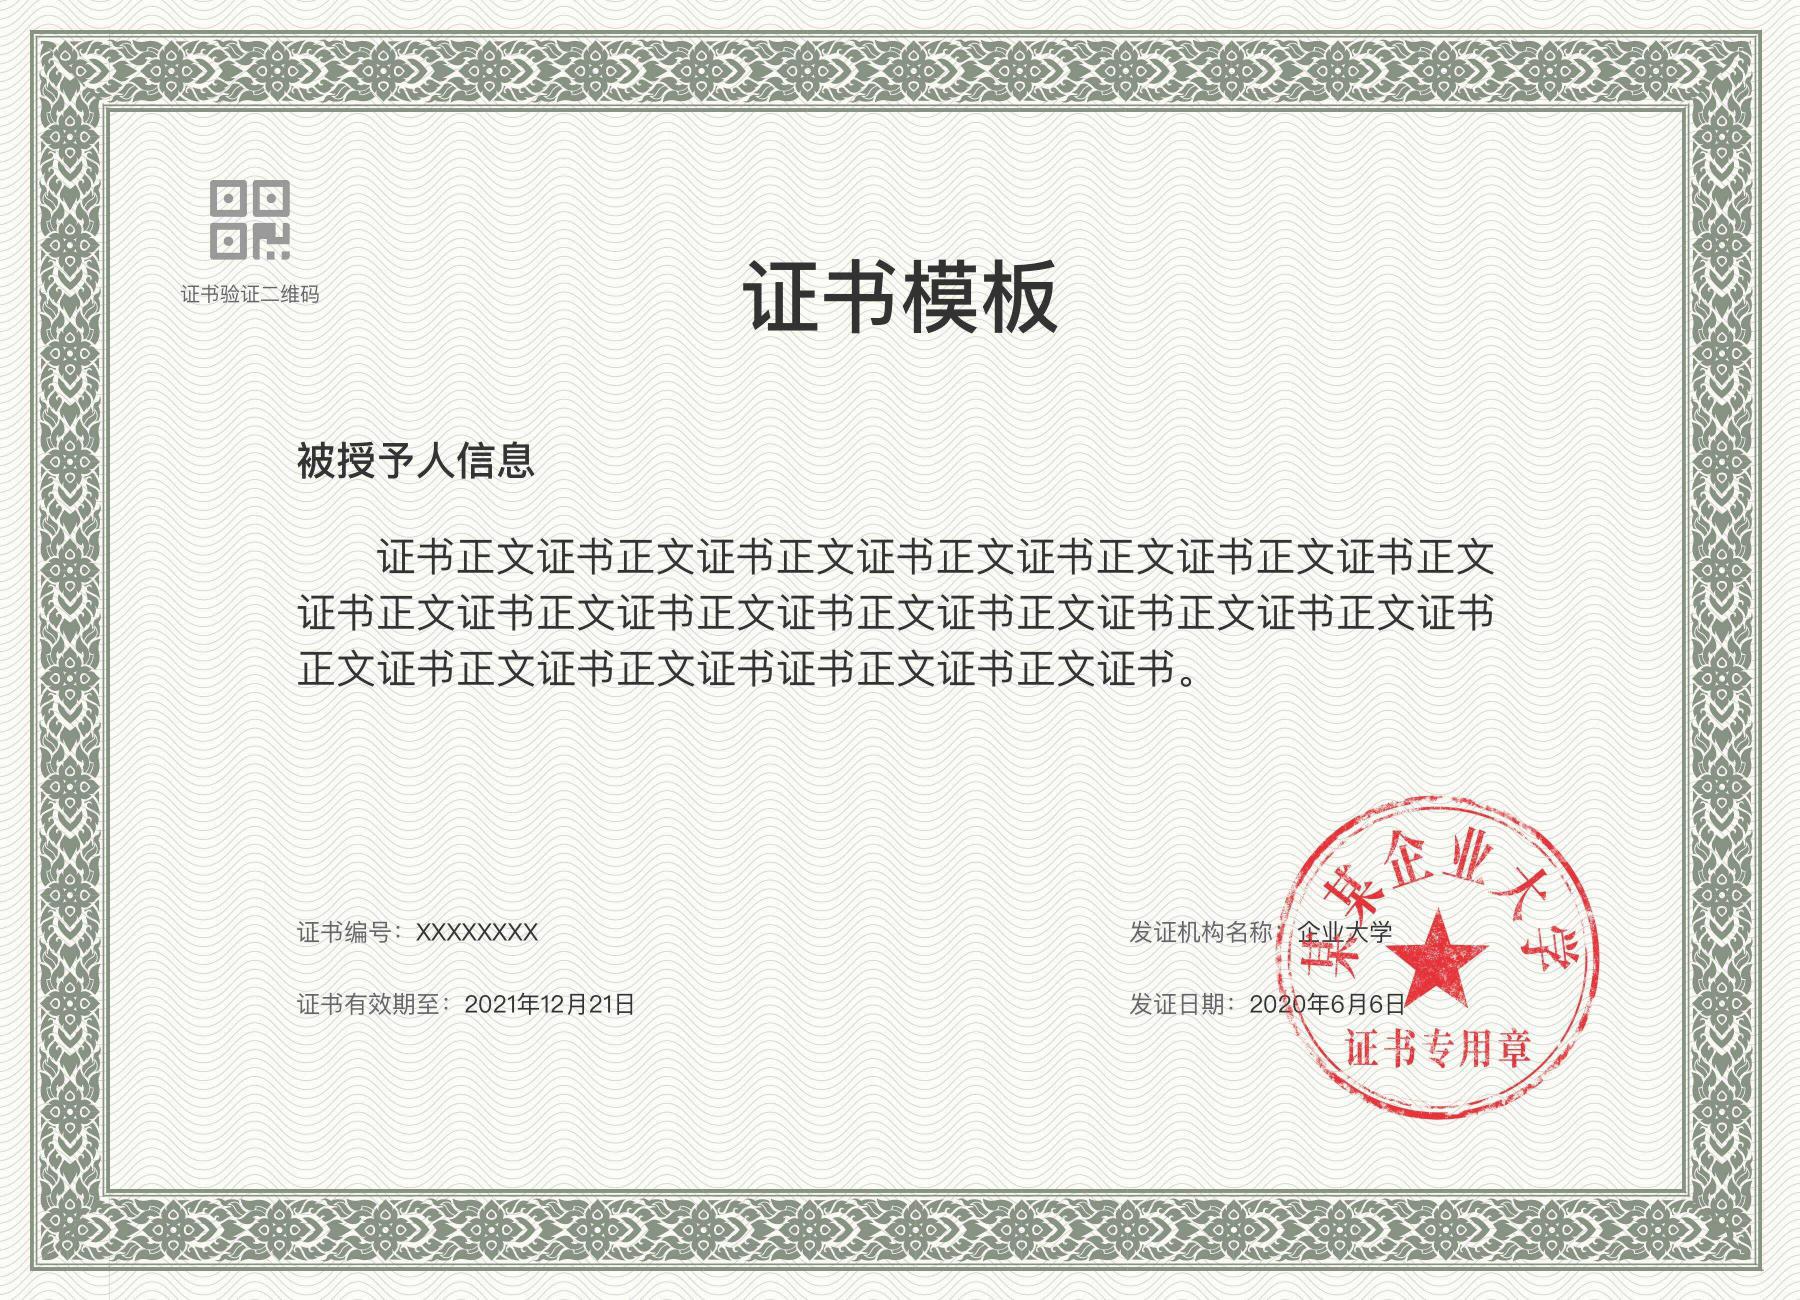 证书验证二维码
证书模板
被授予人信息
证书正文证书正文证书正文证书正文证书正文证书正文证书正文
证书正文证书正文证书正文证书正文证书正文证书正文证书正文证书
正文证书正文证书正文证书证书正文证书正文证书。
证书编号：XXXXXXXX
发证机构名称：企业大学
证书有效期至：2021年12月21日
发证日期：2020年6月6日
某某企业大学
证书专用章